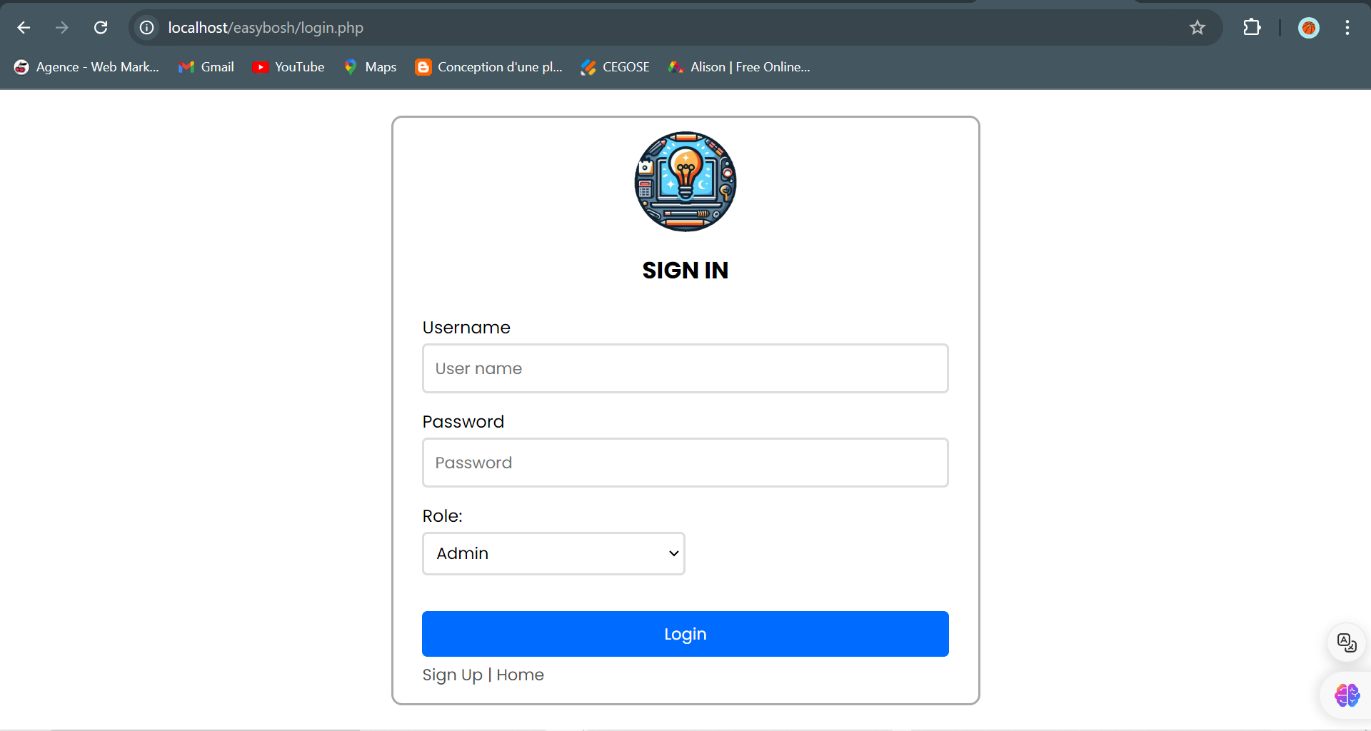 localhost/easybosh/login.php
Agence - Web Mark... Gmail YouTube Maps Conception d'une pl... CEGOSE Alison | Free Online...
SIGN IN
Username
User name
Password
Password
Role:
Admin
Login
Sign Up | Home